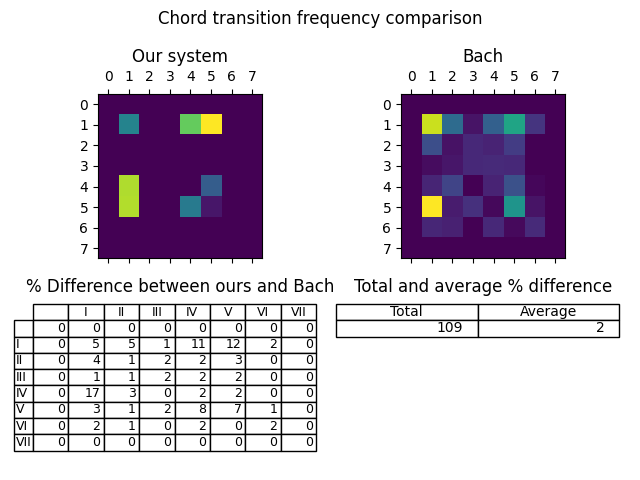 Chord transition frequency comparison
Our system
Bach
0 1 2 3 4 5 6 7
0 1 2 3 4 5 6 7
0
1
2
3
4
5
6
7
0
1
2
3
4
5
6
7
% Difference between ours and Bach
I II III IV V VI VII
0 0 0 0 0 0 0 0
I 0 5 5 1 11 12 2 0
II 0 4 1 2 2 3 0 0
III 0 1 1 2 2 2 0 0
IV 0 17 3 0 2 2 0 0
V 0 3 1 2 8 7 1 0
VI 0 2 1 0 2 0 2 0
VII 0 0 0 0 0 0 0 0
Total and average % difference
Total Average
109 2